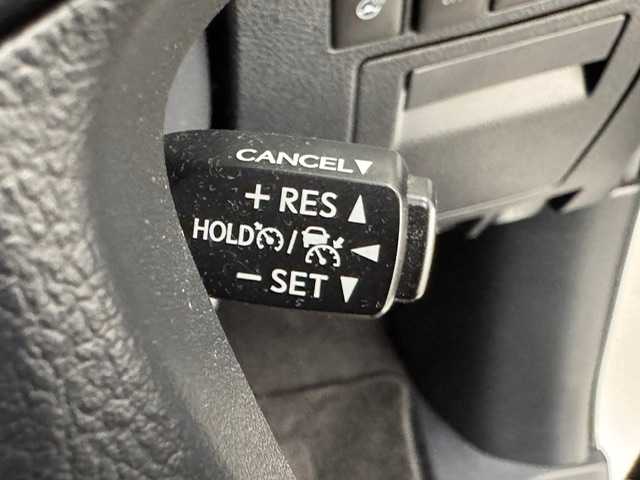 CANCEL▼
+ RES ▲
HOLD / ◀
− SET ▼